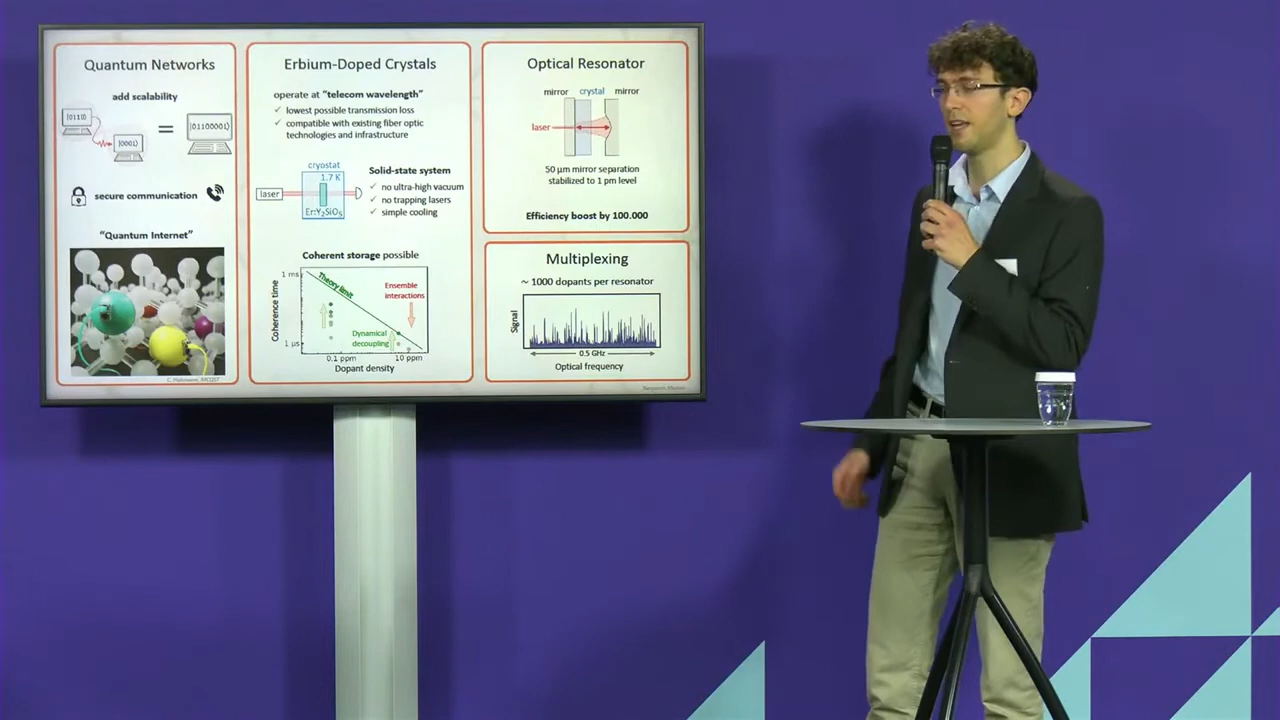 Quantum Networks
add scalability
|0110⟩
|0001⟩
=
|01100001⟩
secure communication
“Quantum Internet”
Erbium-Doped Crystals
operate at “telecom wavelength”
✓ lowest possible transmission loss
✓ compatible with existing fiber optic
technologies and infrastructure
cryostat
1.7 K
laser
Er:Y₂SiO₅
Solid-state system
✓ no ultra-high vacuum
✓ no trapping lasers
✓ simple cooling
Coherent storage possible
Coherence time
1 ms
1 µs
Theory limit
Ensemble
interactions
Dynamical
decoupling
0.1 ppm
10 ppm
Dopant density
Optical Resonator
mirror crystal mirror
laser
50 µm mirror separation
stabilized to 1 pm level
Efficiency boost by 100.000
Multiplexing
~ 1000 dopants per resonator
Signal
0.5 GHz
Optical frequency